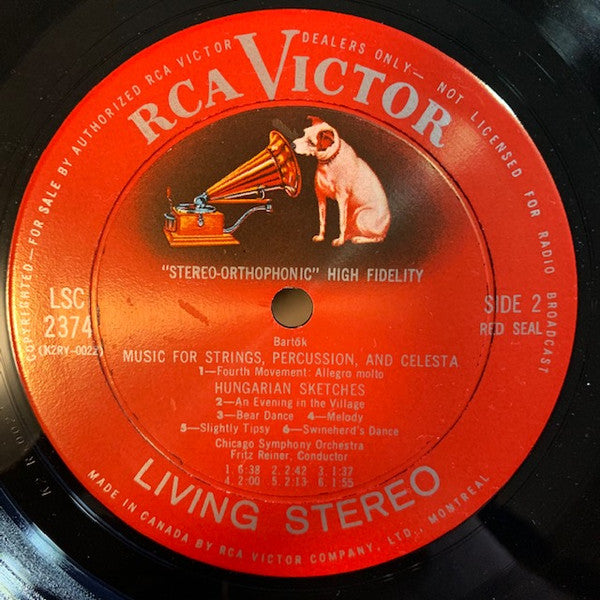 COPYRIGHTED—FOR SALE BY AUTHORIZED RCA VICTOR DEALERS ONLY—NOT LICENSED FOR RADIO BROADCAST
RCA VICTOR
"STEREO-ORTHOPHONIC" HIGH FIDELITY
LSC
2374
(K2RY-0022)
SIDE 2
RED SEAL
Bartók
MUSIC FOR STRINGS, PERCUSSION, AND CELESTA
1—Fourth Movement: Allegro molto
HUNGARIAN SKETCHES
2—An Evening in the Village
3—Bear Dance 4—Melody
5—Slightly Tipsy 6—Swineherd's Dance
Chicago Symphony Orchestra
Fritz Reiner, Conductor
1. 6:38 2. 2:42 3. 1:37
4. 2:00 5. 2:13 6. 1:55
LIVING STEREO
MADE IN CANADA BY RCA VICTOR COMPANY, LTD., MONTREAL